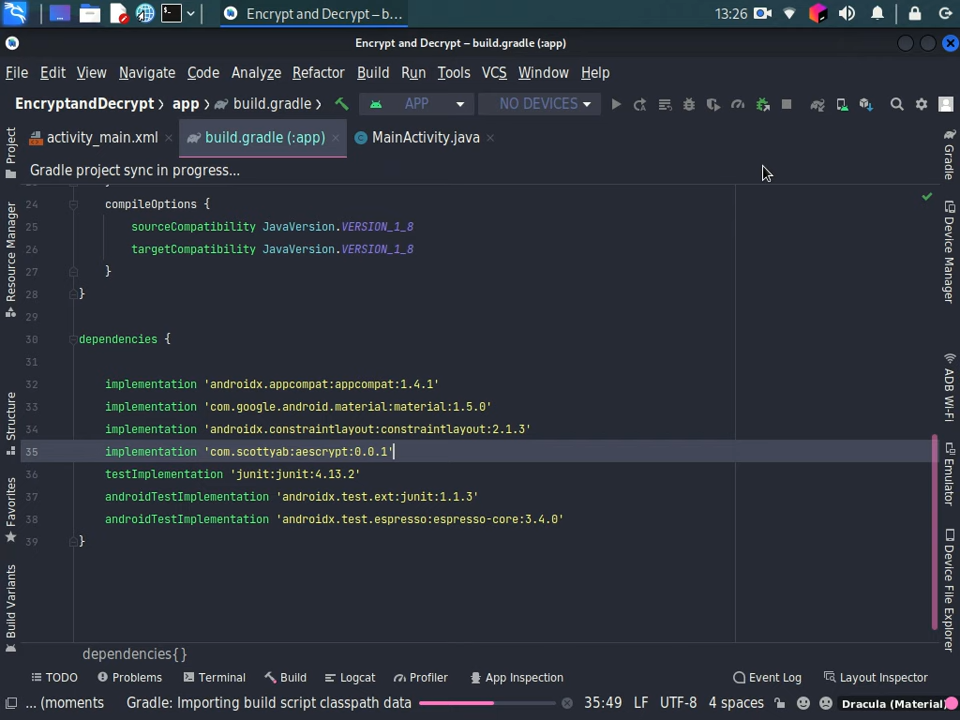 13:26
Encrypt and Decrypt – b...
Encrypt and Decrypt – build.gradle (:app)
File Edit View Navigate Code Analyze Refactor Build Run Tools VCS Window Help
EncryptandDecrypt app build.gradle APP NO DEVICES
activity_main.xml build.gradle (:app) MainActivity.java
Gradle project sync in progress...
24 compileOptions {
25 sourceCompatibility JavaVersion.VERSION_1_8
26 targetCompatibility JavaVersion.VERSION_1_8
27 }
28 }
29
30 dependencies {
31
32 implementation 'androidx.appcompat:appcompat:1.4.1'
33 implementation 'com.google.android.material:material:1.5.0'
34 implementation 'androidx.constraintlayout:constraintlayout:2.1.3'
35 implementation 'com.scottyab:aescrypt:0.0.1'
36 testImplementation 'junit:junit:4.13.2'
37 androidTestImplementation 'androidx.test.ext:junit:1.1.3'
38 androidTestImplementation 'androidx.test.espresso:espresso-core:3.4.0'
39 }
dependencies{}
Project
Resource Manager
Structure
Favorites
Build Variants
Gradle
Device Manager
ADB Wi-Fi
Emulator
Device File Explorer
TODO Problems Terminal Build Logcat Profiler App Inspection Event Log Layout Inspector
... (moments Gradle: Importing build script classpath data 35:49 LF UTF-8 4 spaces Dracula (Material)